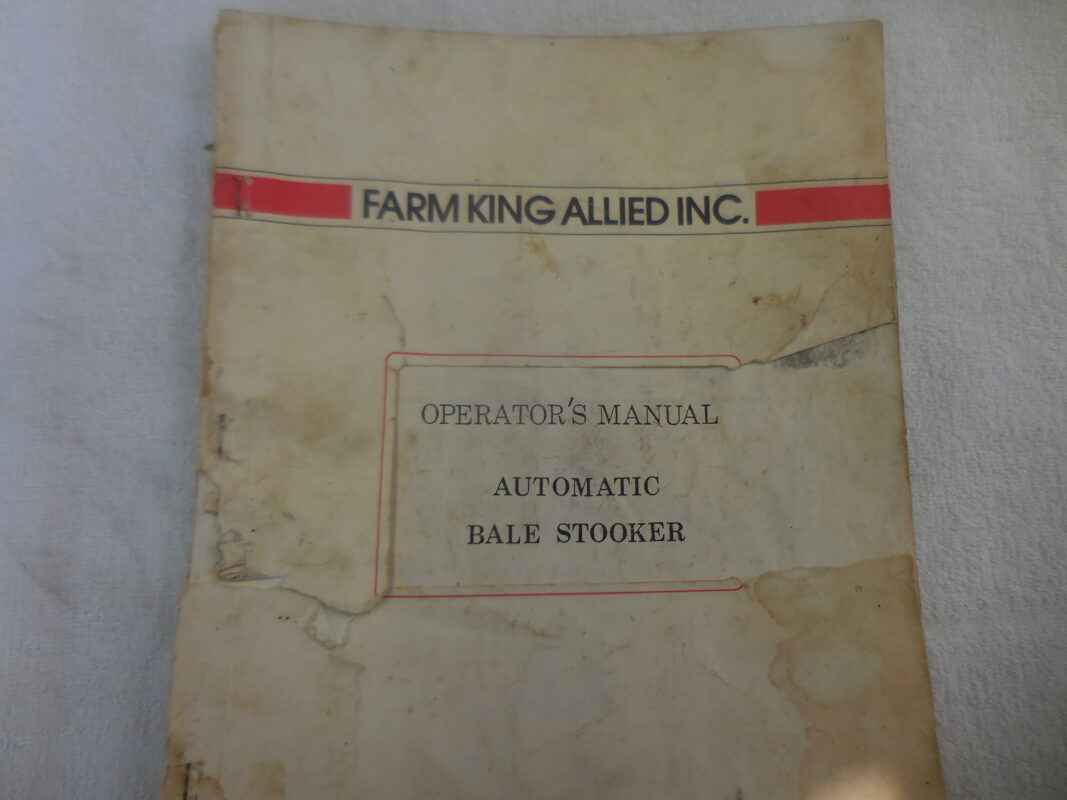 FARM KING ALLIED INC.
OPERATOR'S MANUAL
AUTOMATIC
BALE STOOKER